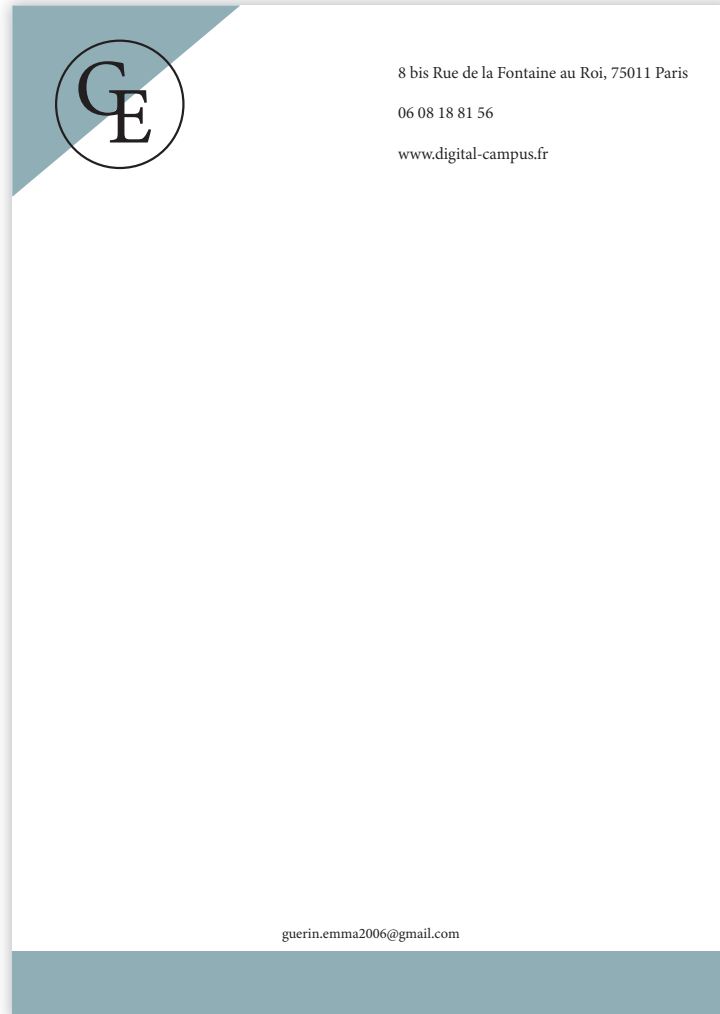 GE
8 bis Rue de la Fontaine au Roi, 75011 Paris
06 08 18 81 56
www.digital-campus.fr
guerin.emma2006@gmail.com